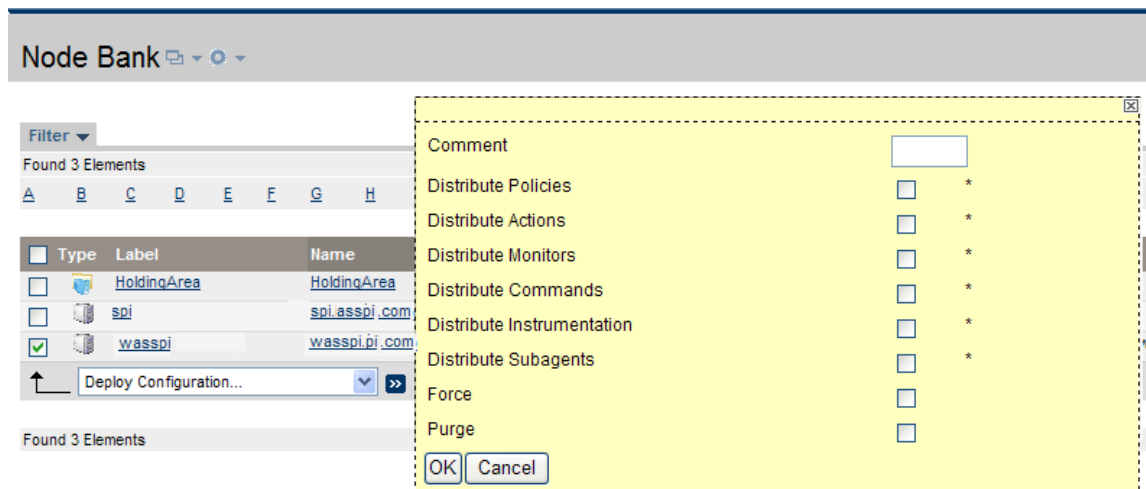 Node Bank
Filter
Found 3 Elements
A B C D E F G H
Type Label Name
HoldingArea HoldingArea
spi spi.asspi .com
wasspi wasspi.pi .com
Deploy Configuration...
Found 3 Elements
Comment
Distribute Policies *
Distribute Actions *
Distribute Monitors *
Distribute Commands *
Distribute Instrumentation *
Distribute Subagents *
Force
Purge
OK Cancel